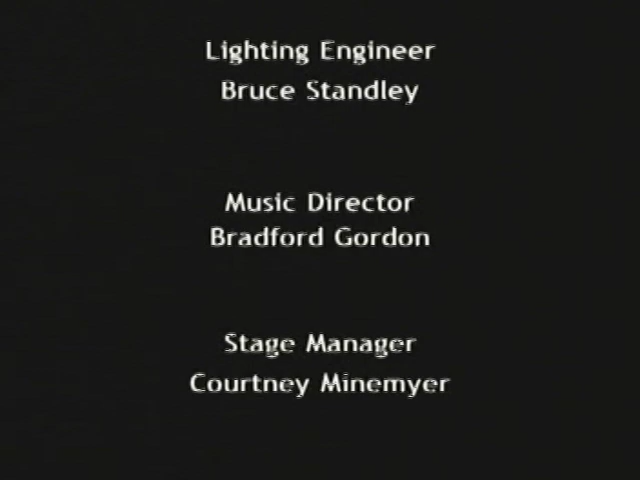 Lighting Engineer
Bruce Standley
Music Director
Bradford Gordon
Stage Manager
Courtney Minemyer